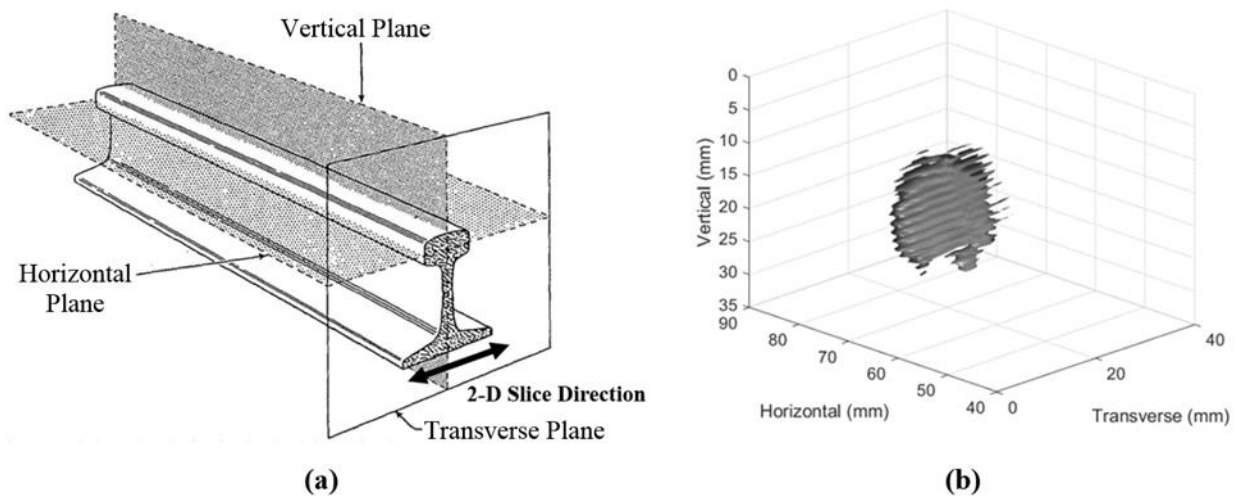 Vertical Plane
Horizontal
Plane
2-D Slice Direction
Transverse Plane
(a)
0
5
10
15
20
25
30
35
Vertical (mm)
90
80
70
60
50
40
Horizontal (mm)
0
20
40
Transverse (mm)
(b)